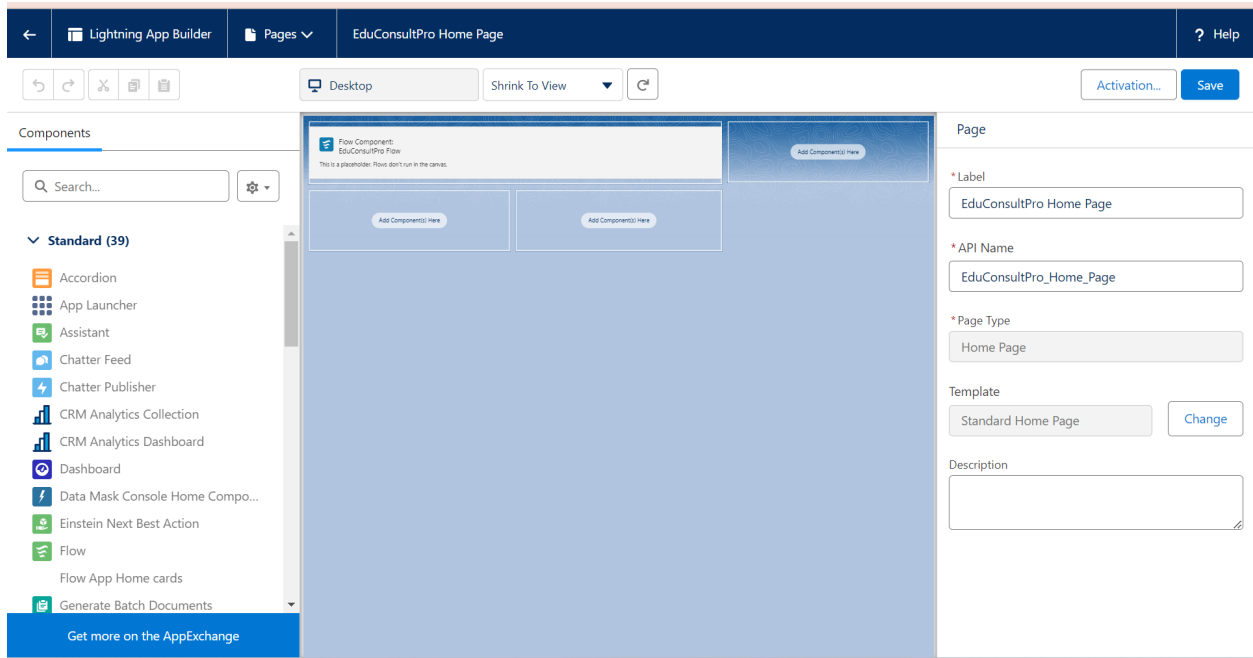 Lightning App Builder
Pages
EduConsultPro Home Page
? Help
Desktop
Shrink To View
Activation...
Save
Components
Search...
Standard (39)
Accordion
App Launcher
Assistant
Chatter Feed
Chatter Publisher
CRM Analytics Collection
CRM Analytics Dashboard
Dashboard
Data Mask Console Home Compo...
Einstein Next Best Action
Flow
Flow App Home cards
Generate Batch Documents
Get more on the AppExchange
Flow Component:
EduConsultPro Flow
This is a placeholder. Flows don't run in the canvas.
Add Component(s) Here
Add Component(s) Here
Add Component(s) Here
Page
*Label
EduConsultPro Home Page
*API Name
EduConsultPro_Home_Page
*Page Type
Home Page
Template
Standard Home Page
Change
Description